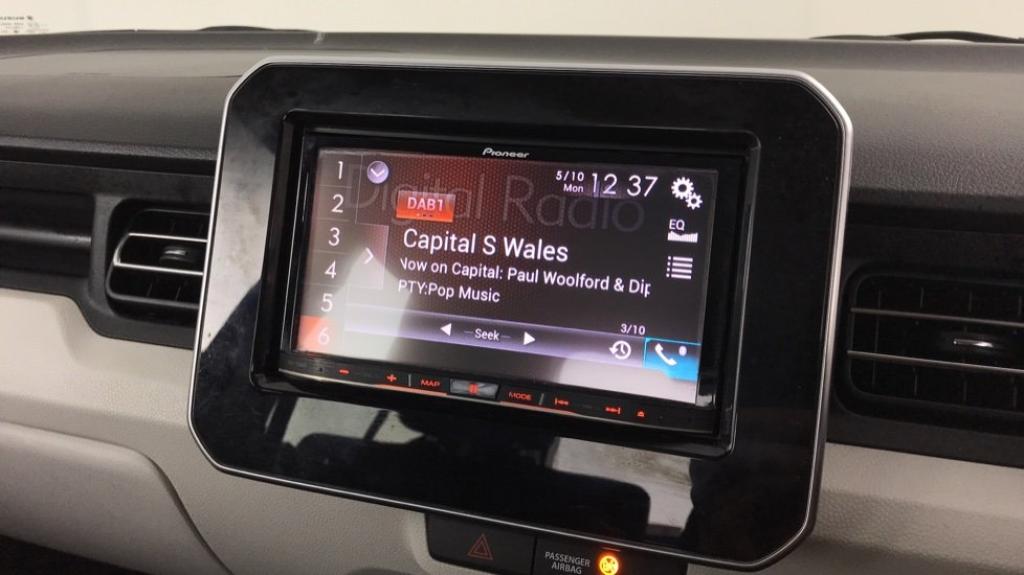 Pioneer
5/10
Mon
12 37
Digital Radio
DAB1
EQ
1
2
3
4
5
6
Capital S Wales
Now on Capital: Paul Woolford & Dip
PTY:Pop Music
Seek
3/10
MAP
MODE
PASSENGER
AIRBAG